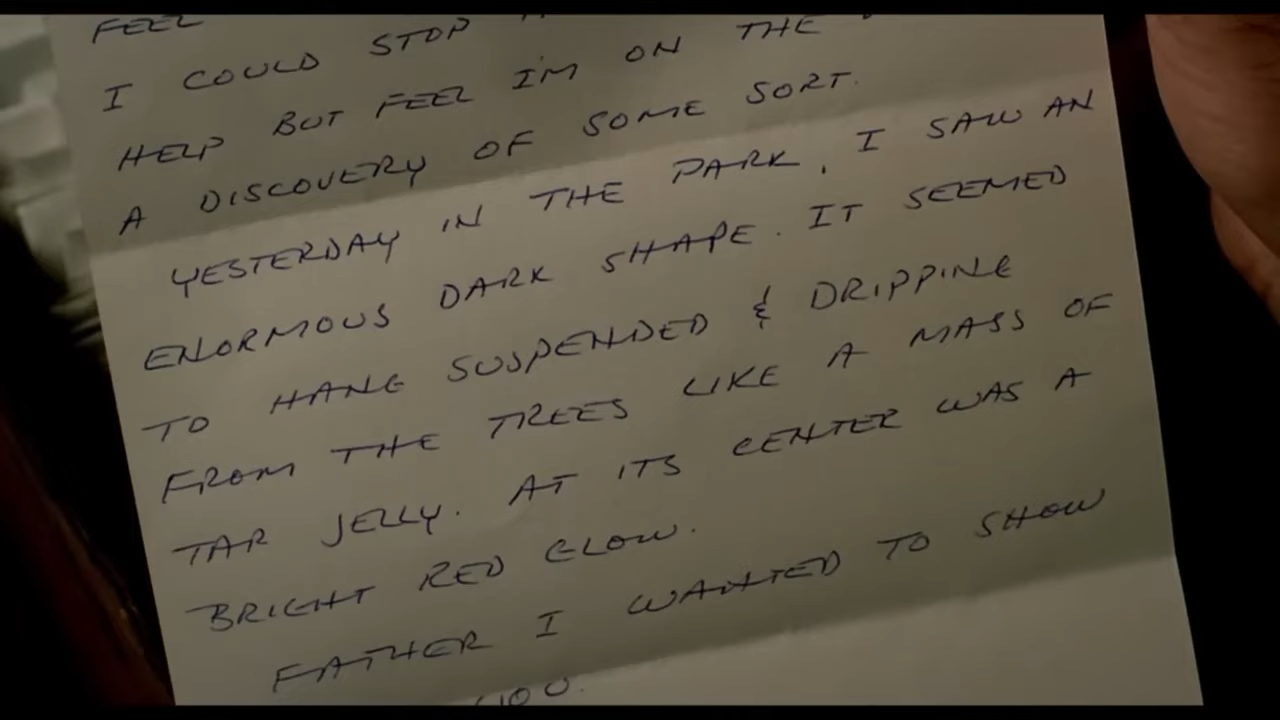 FEEL
I COULD STOP
HELP BUT FEEL I'M ON THE
A DISCOVERY OF SOME SORT.
YESTERDAY IN THE PARK, I SAW AN
ENORMOUS DARK SHAPE. IT SEEMED
TO HANG SUSPENDED & DRIPPING
FROM THE TREES LIKE A MASS OF
TAR JELLY. AT ITS CENTER WAS A
BRIGHT RED GLOW.
FATHER I WANTED TO SHOW
YOU.